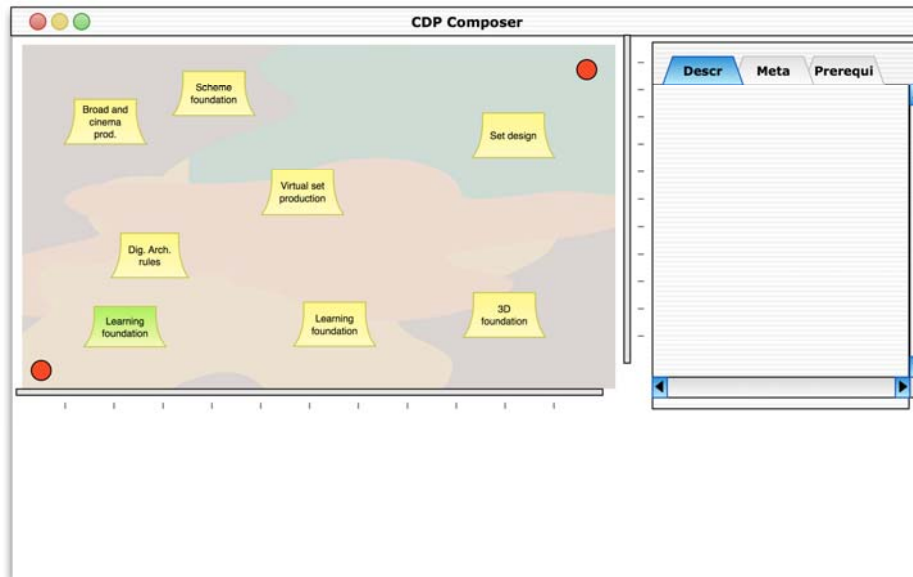 CDP Composer
Descr
Meta
Prerequi
Scheme
foundation
Broad and
cinema
prod.
Set design
Virtual set
production
Dig. Arch.
rules
Learning
foundation
Learning
foundation
3D
foundation